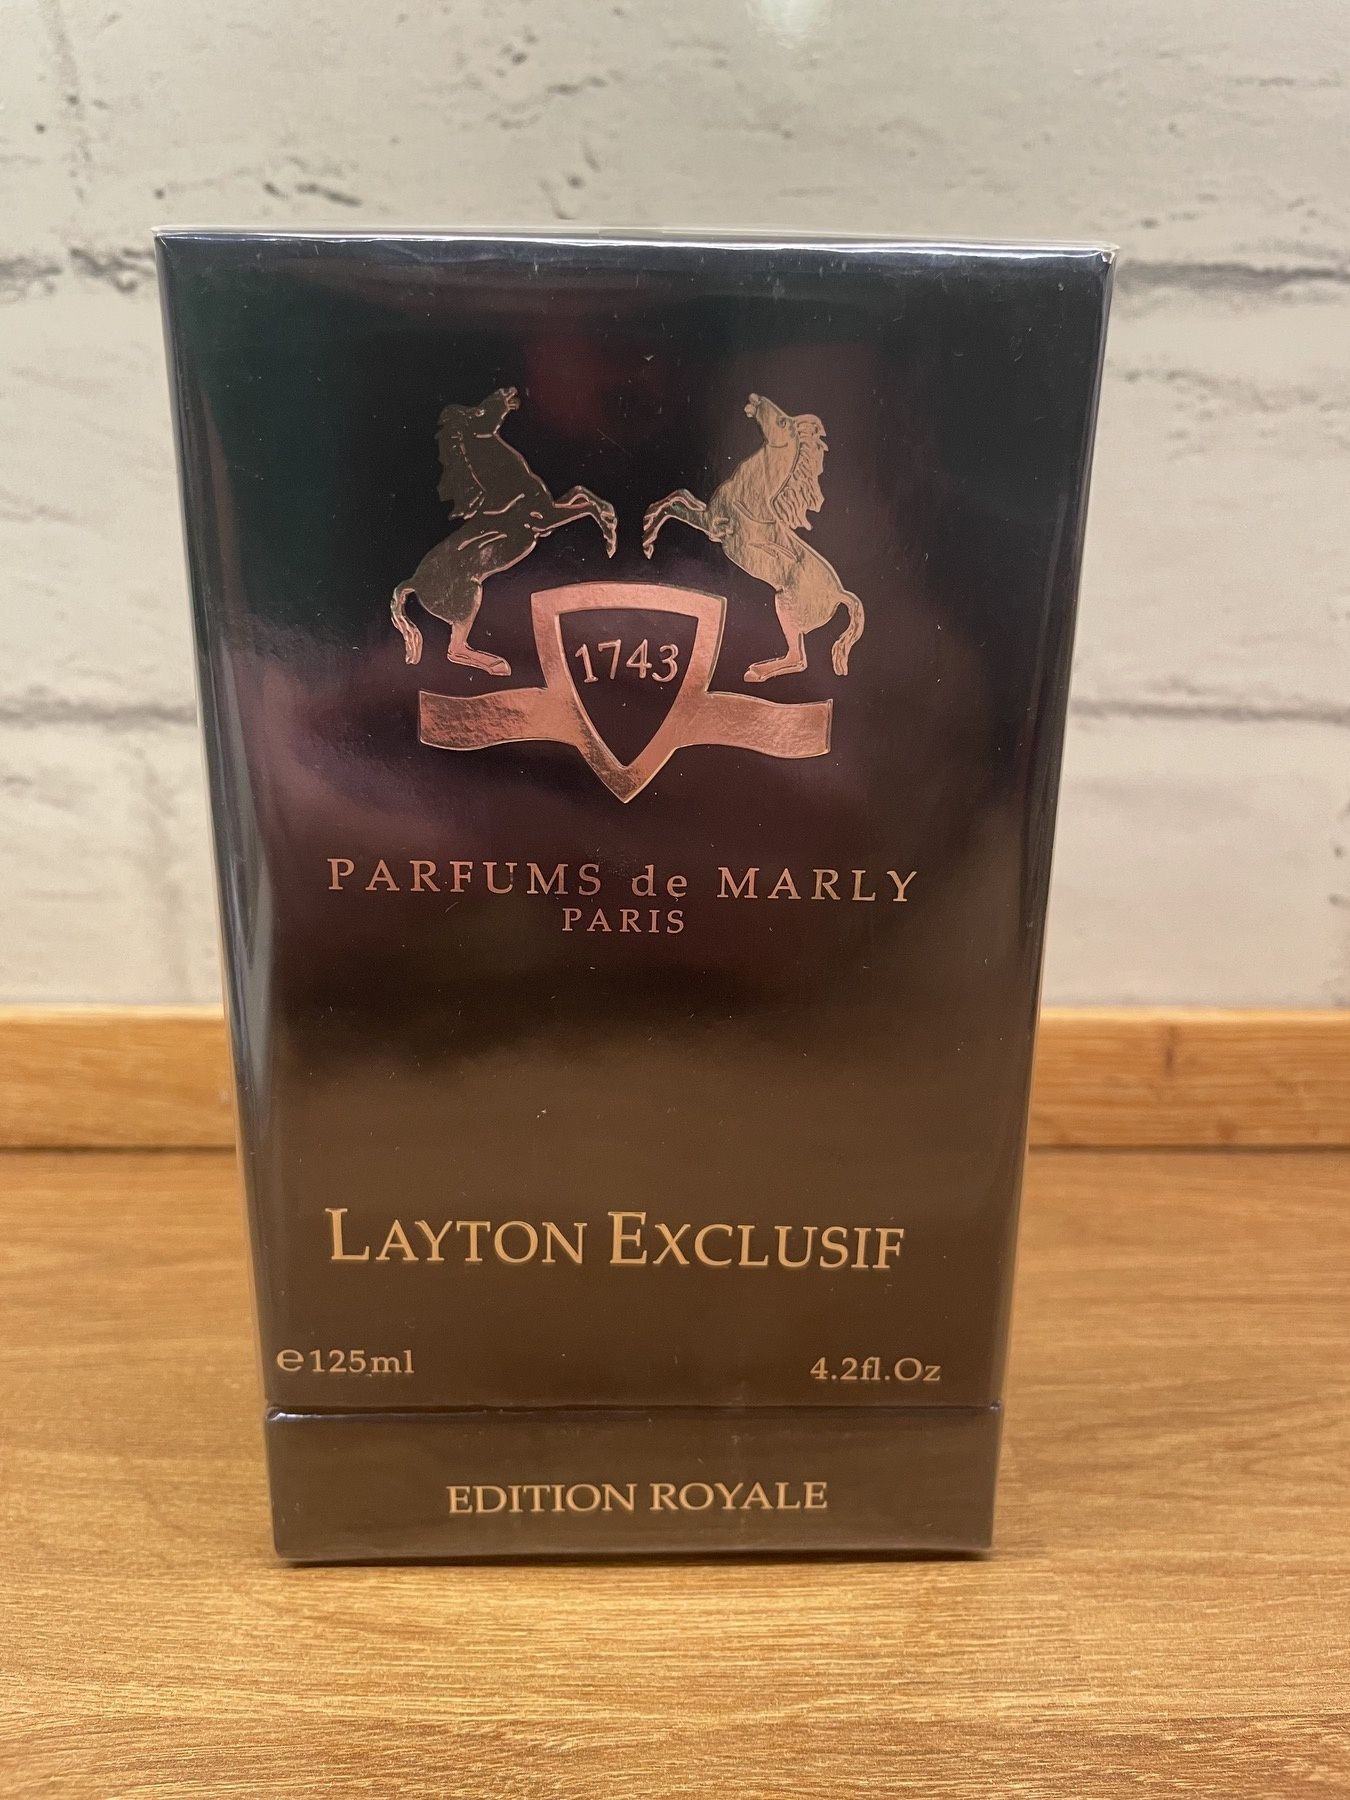 1743
PARFUMS de MARLY
PARIS
LAYTON EXCLUSIF
℮125ml 4.2fl.Oz
EDITION ROYALE